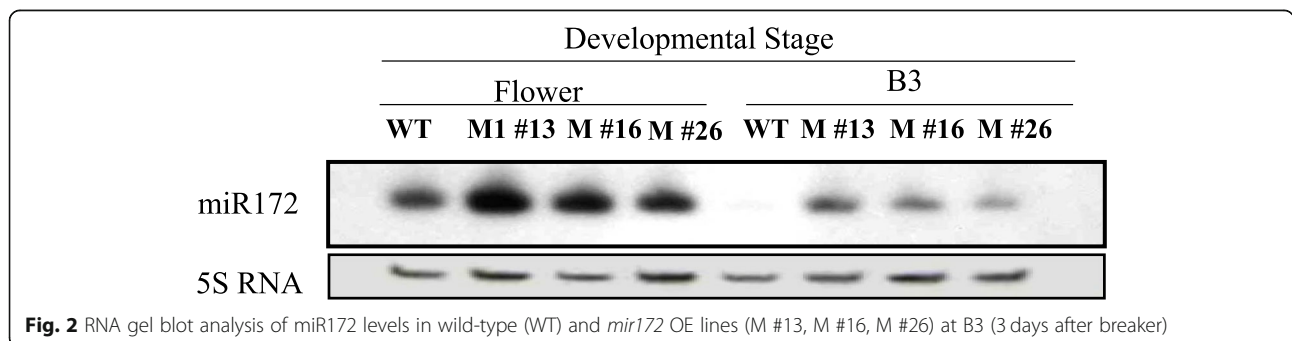 Developmental Stage
Flower B3
WT M1 #13 M #16 M #26 WT M #13 M #16 M #26
miR172
5S RNA
Fig. 2 RNA gel blot analysis of miR172 levels in wild-type (WT) and mir172 OE lines (M #13, M #16, M #26) at B3 (3 days after breaker)